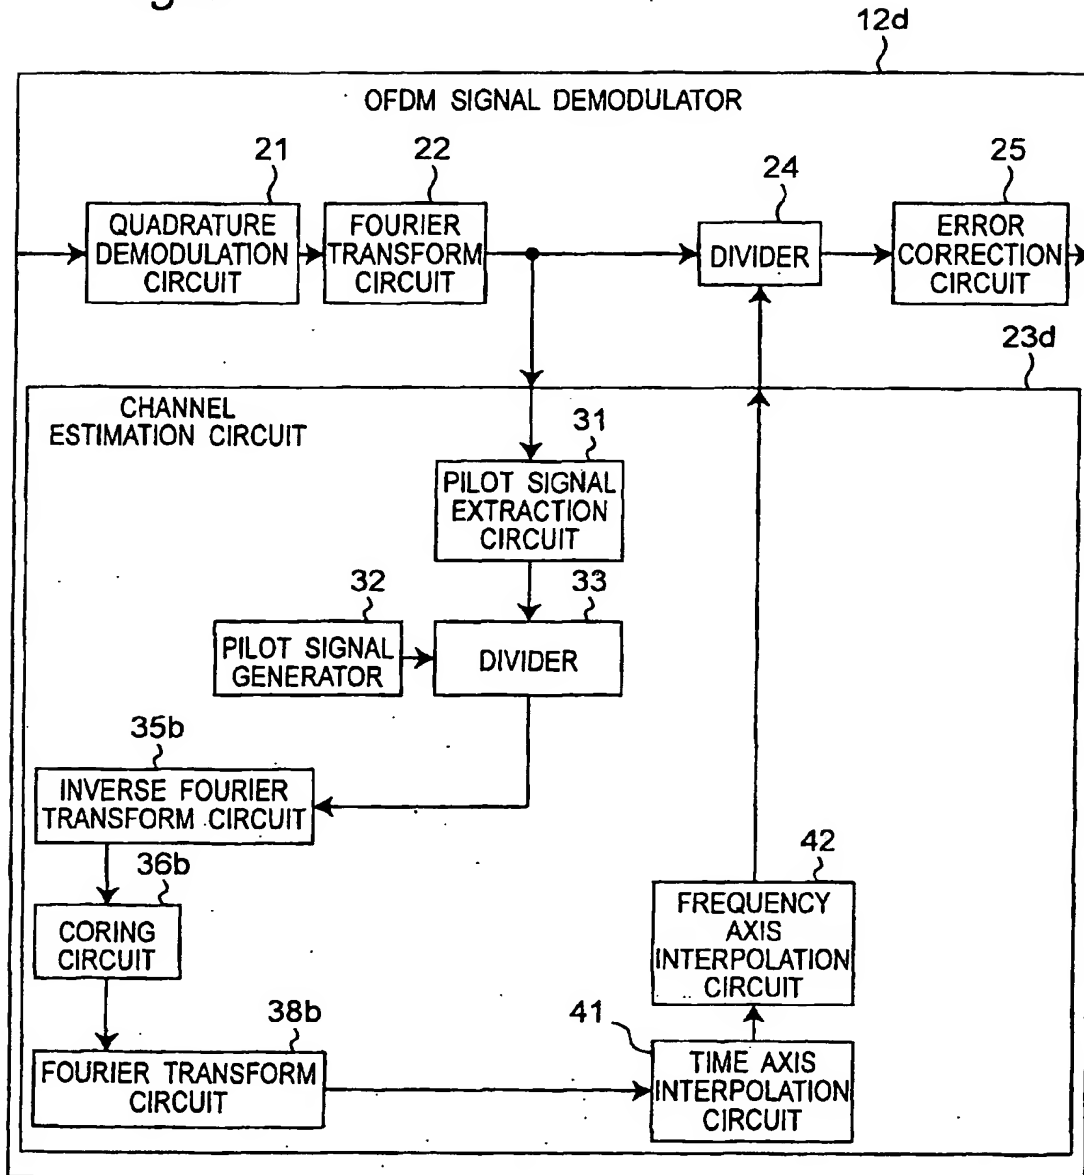 12d
OFDM SIGNAL DEMODULATOR
21
22
24
25
QUADRATURE
DEMODULATION
CIRCUIT
FOURIER
TRANSFORM
CIRCUIT
DIVIDER
ERROR
CORRECTION
CIRCUIT
23d
CHANNEL
ESTIMATION CIRCUIT
31
PILOT SIGNAL
EXTRACTION
CIRCUIT
32
33
PILOT SIGNAL
GENERATOR
DIVIDER
35b
INVERSE FOURIER
TRANSFORM CIRCUIT
36b
CORING
CIRCUIT
42
FREQUENCY
AXIS
INTERPOLATION
CIRCUIT
38b
FOURIER TRANSFORM
CIRCUIT
41
TIME AXIS
INTERPOLATION
CIRCUIT